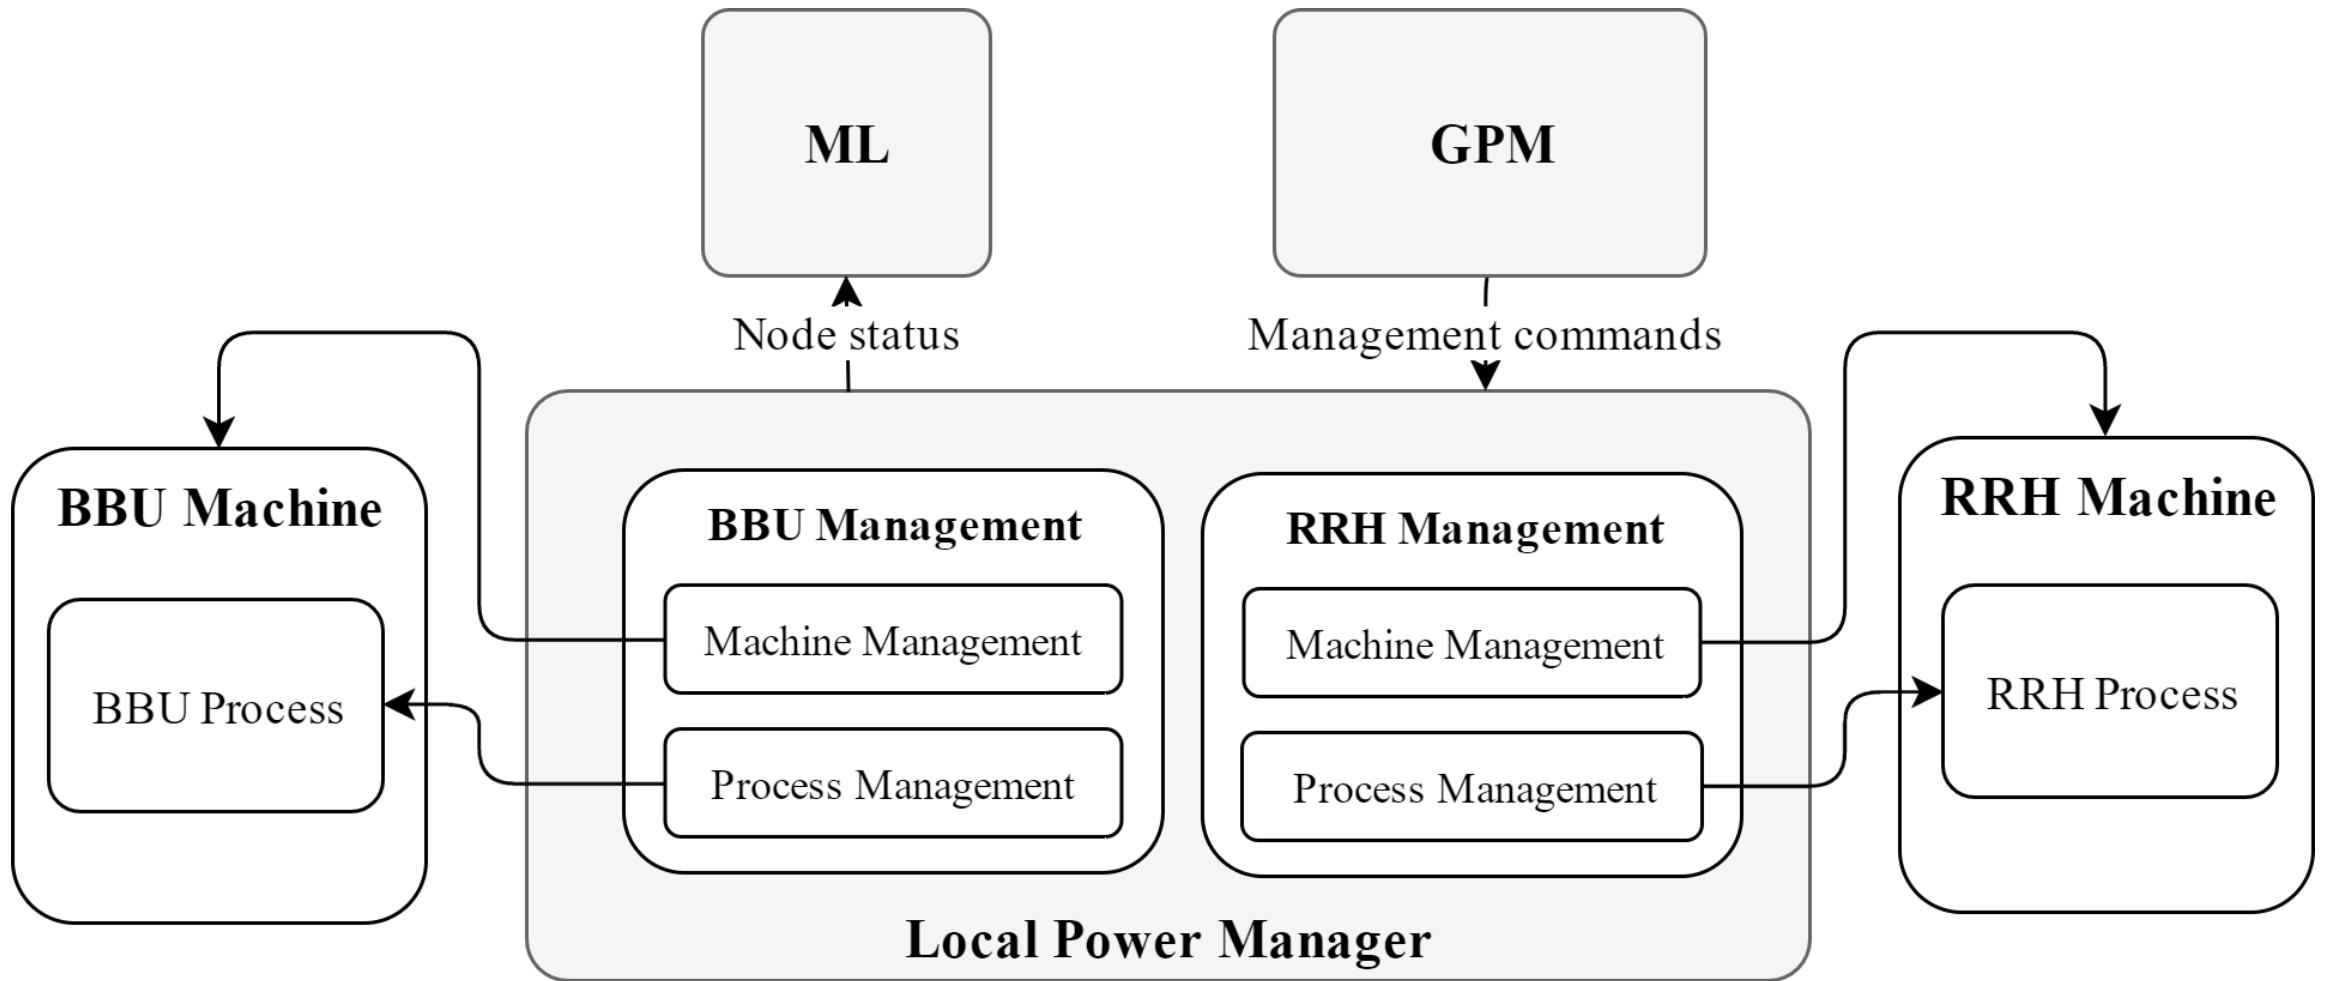 ML
GPM
Node status
Management commands
BBU Machine
BBU Process
BBU Management
Machine Management
Process Management
RRH Management
Machine Management
Process Management
RRH Machine
RRH Process
Local Power Manager